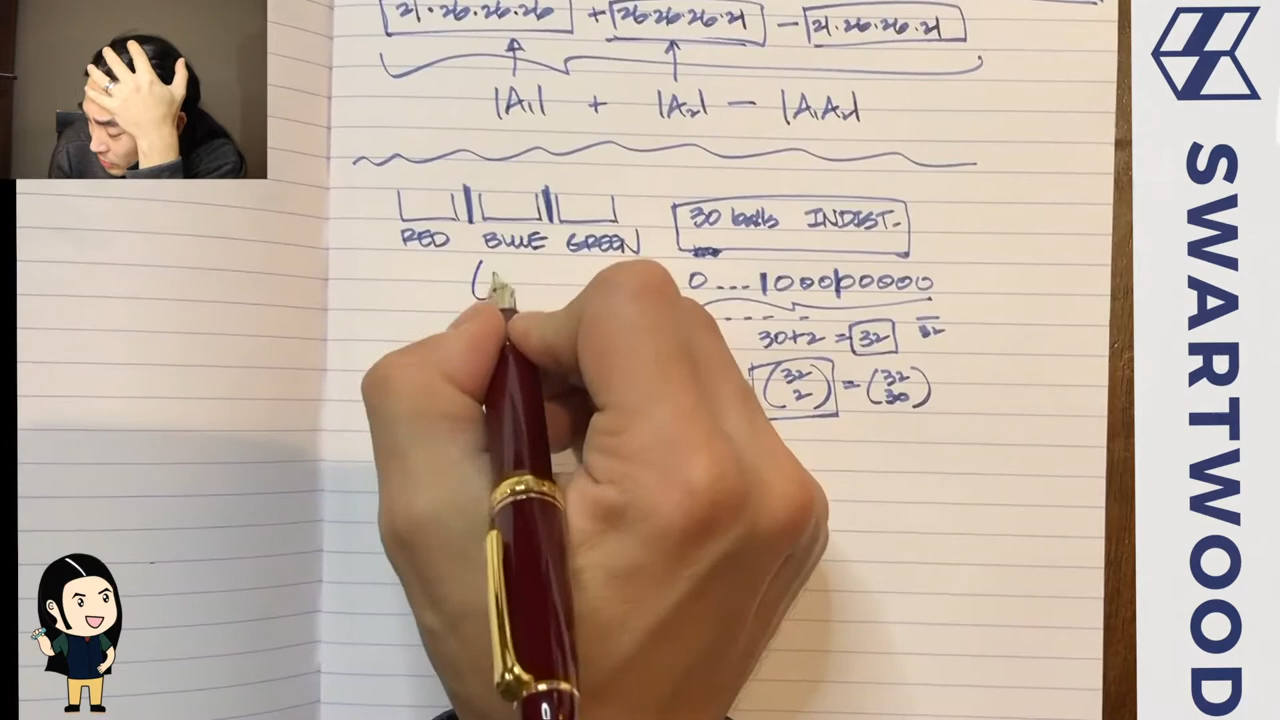 21·26·26·26 + 26·26·26·21 − 21·26·26·21
|A₁| + |A₂| − |A₁A₂|
RED BLUE GREEN
30 balls INDIST.
0...10000|00000
30+2 = 32
(32 2) = (32 30)
(
SWARTWOOD